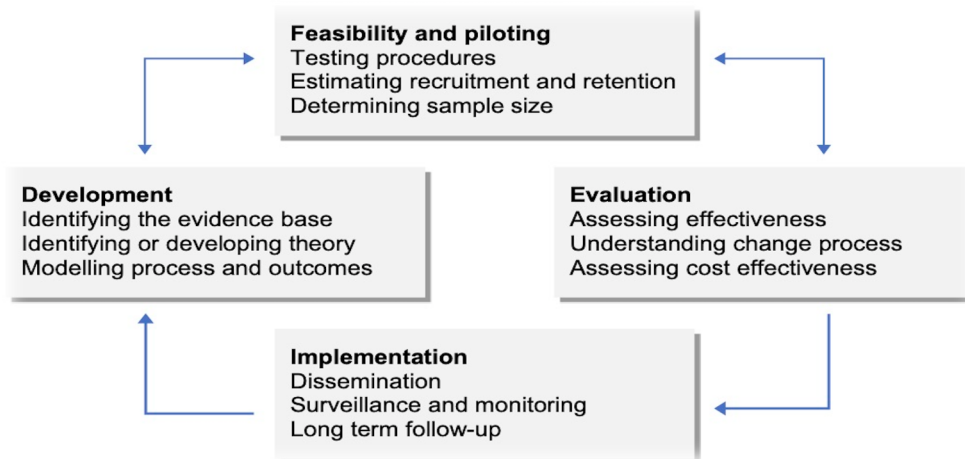 Feasibility and piloting
Testing procedures
Estimating recruitment and retention
Determining sample size
Development
Identifying the evidence base
Identifying or developing theory
Modelling process and outcomes
Evaluation
Assessing effectiveness
Understanding change process
Assessing cost effectiveness
Implementation
Dissemination
Surveillance and monitoring
Long term follow-up